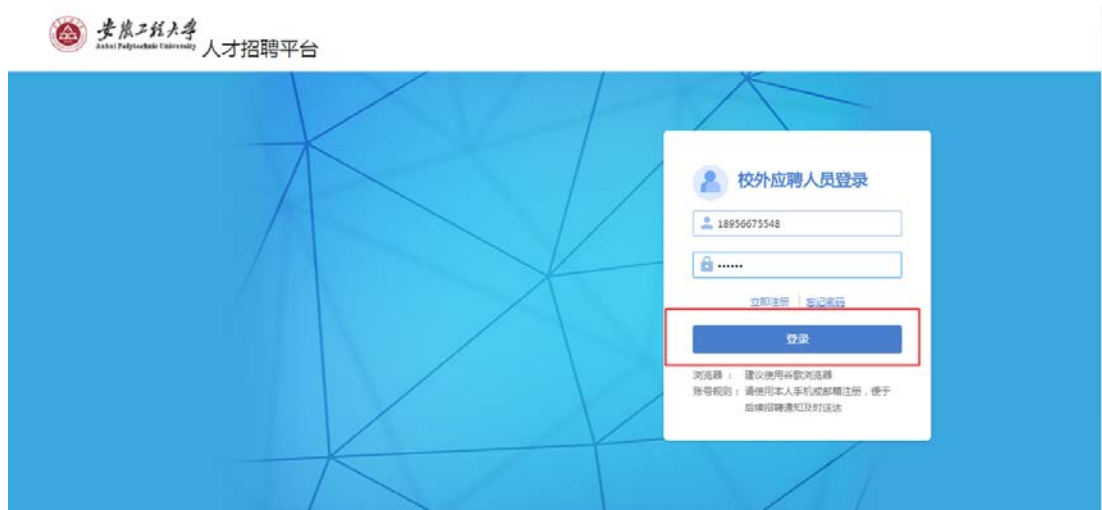 安徽工程大学
Anhui Polytechnic University
人才招聘平台
校外应聘人员登录
18956675548
••••••
立即注册 | 忘记密码
登录
浏览器 : 建议使用谷歌浏览器
账号规则 : 请使用本人手机或邮箱注册 , 便于
后续招聘通知及时送达